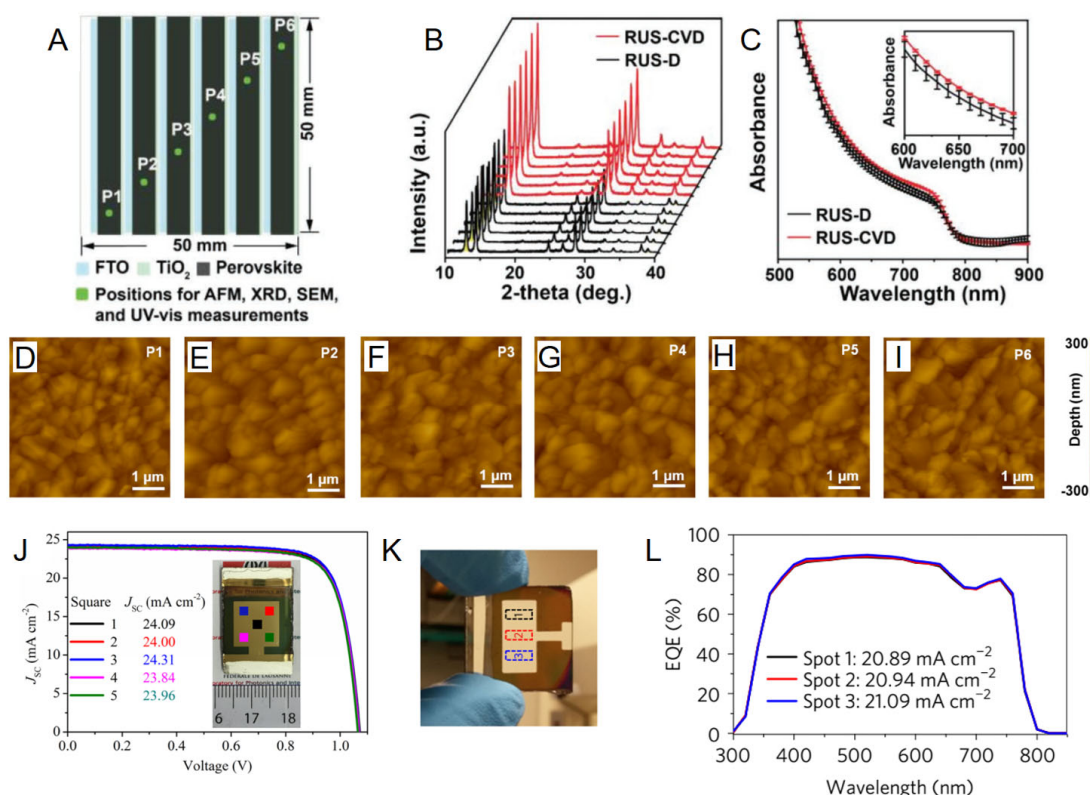 A
P1
P2
P3
P4
P5
P6
50 mm
50 mm
FTO TiO₂ Perovskite
Positions for AFM, XRD, SEM,
and UV-vis measurements
B
RUS-CVD
RUS-D
Intensity (a.u.)
10 20 30 40
2-theta (deg.)
C
Absorbance
Absorbance
600 650 700
Wavelength (nm)
RUS-D
RUS-CVD
500 600 700 800 900
Wavelength (nm)
D P1
1 μm
E P2
1 μm
F P3
1 μm
G P4
1 μm
H P5
1 μm
I P6
1 μm
300
Depth (nm)
-300
J
25
20
15
10
5
0
JSC (mA cm⁻²)
Square JSC (mA cm⁻²)
1 24.09
2 24.00
3 24.31
4 23.84
5 23.96
6 17 18
0.0 0.2 0.4 0.6 0.8 1.0
Voltage (V)
K
1
2
3
L
100
80
60
40
20
0
EQE (%)
Spot 1: 20.89 mA cm⁻²
Spot 2: 20.94 mA cm⁻²
Spot 3: 21.09 mA cm⁻²
300 400 500 600 700 800
Wavelength (nm)